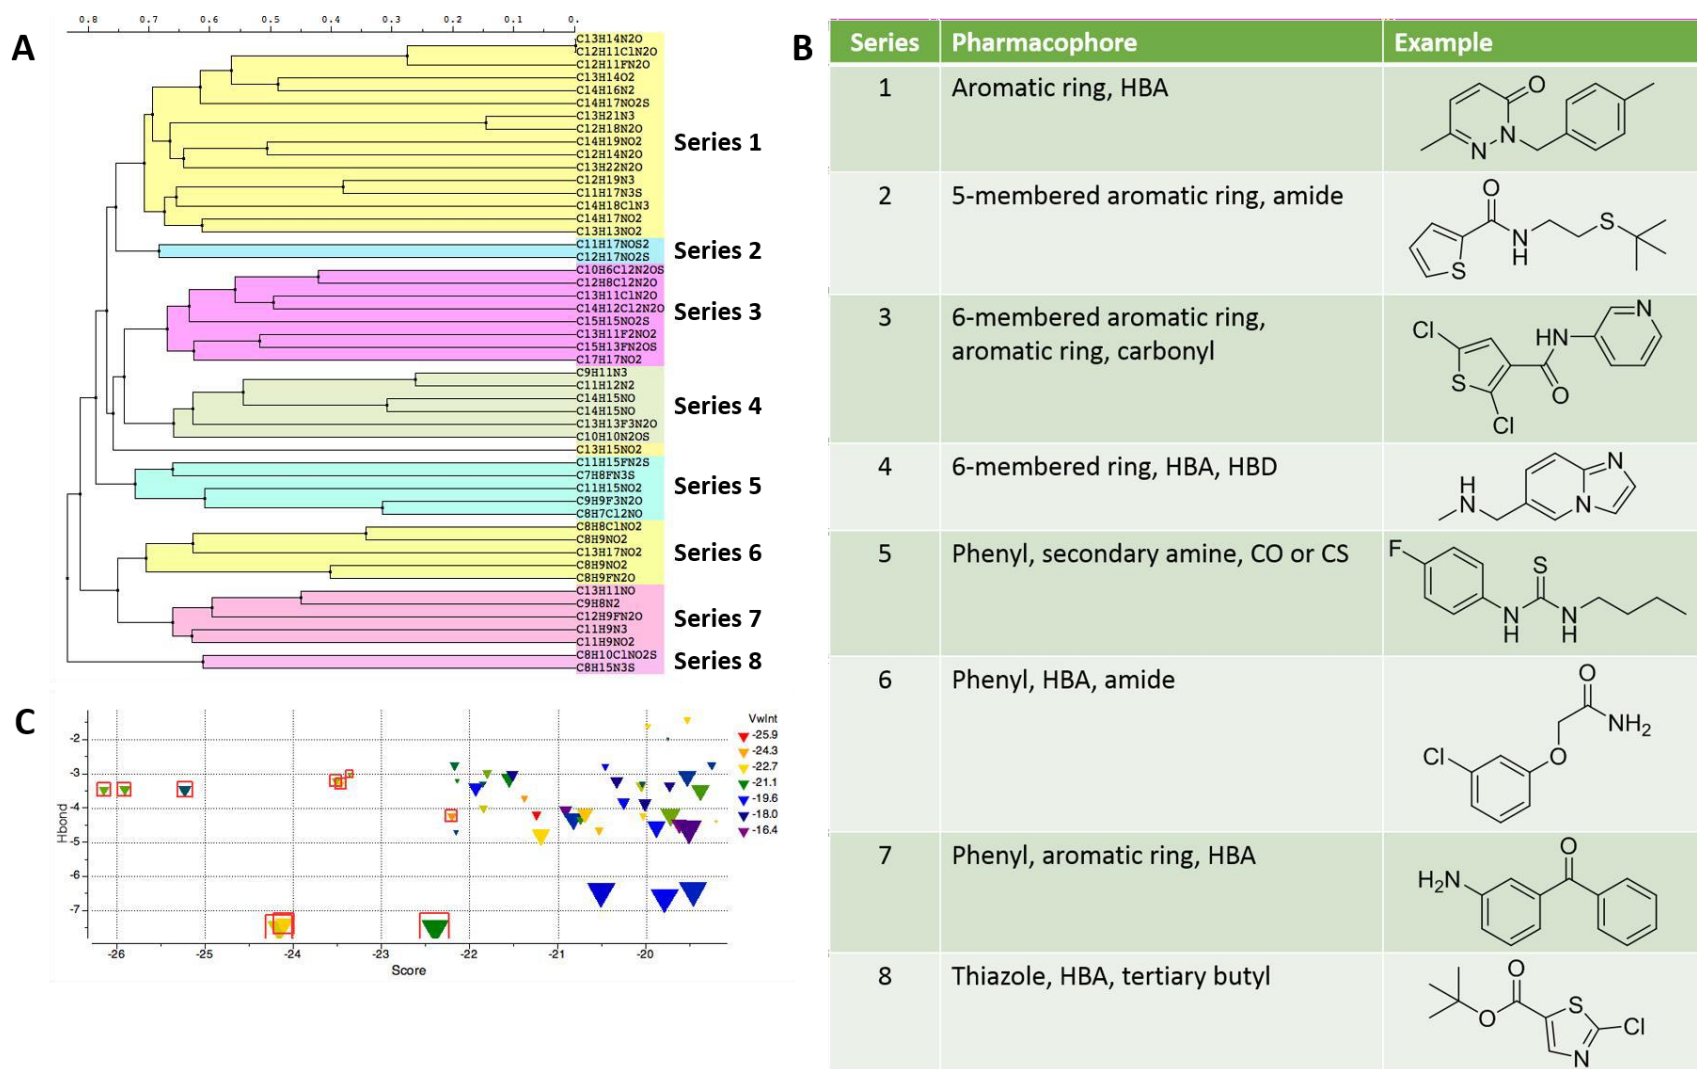 A
0.8 0.7 0.6 0.5 0.4 0.3 0.2 0.1 0.
C13H14N2O
C12H11ClN2O
C12H11FN2O
C13H14O2
C14H16N2
C14H17NO2S
C13H21N3
C12H18N2O
C14H19NO2
C12H14N2O
C13H22N2O
C12H19N3
C11H17N3S
C14H18ClN3
C14H17NO2
C13H13NO2
Series 1
C11H17NOS2
C12H17NO2S
Series 2
C10H6Cl2N2OS
C12H8Cl2N2O
C13H11ClN2O
C14H12Cl2N2O
C15H15NO2S
C13H11F2NO2
C15H13FN2OS
C17H17NO2
Series 3
C9H11N3
C11H12N2
C14H15NO
C14H15NO
C13H13F3N2O
C10H10N2OS
Series 4
C13H15NO2
C11H15FN2S
C7H8FN3S
C11H15NO2
C9H9F3N2O
C8H7Cl2NO
Series 5
C8H8ClNO2
C8H9NO2
C13H17NO2
C8H9NO2
C8H9FN2O
Series 6
C13H11NO
C9H8N2
C12H9FN2O
C11H9N3
C11H9NO2
Series 7
C8H10ClNO2S
C8H15N3S
Series 8
B
Series Pharmacophore Example
1 Aromatic ring, HBA
O
N
N
2 5-membered aromatic ring, amide
O
S
N
H
S
3 6-membered aromatic ring,
aromatic ring, carbonyl
N
Cl
HN
S
O
Cl
4 6-membered ring, HBA, HBD
N
H
N
N
5 Phenyl, secondary amine, CO or CS
F
S
N
H
N
H
6 Phenyl, HBA, amide
O
NH2
Cl
O
7 Phenyl, aromatic ring, HBA
O
H2N
8 Thiazole, HBA, tertiary butyl
O
S
O
Cl
N
C
Hbond
-2
-3
-4
-5
-6
-7
-26 -25 -24 -23 -22 -21 -20
Score
VwInt
-25.9
-24.3
-22.7
-21.1
-19.6
-18.0
-16.4